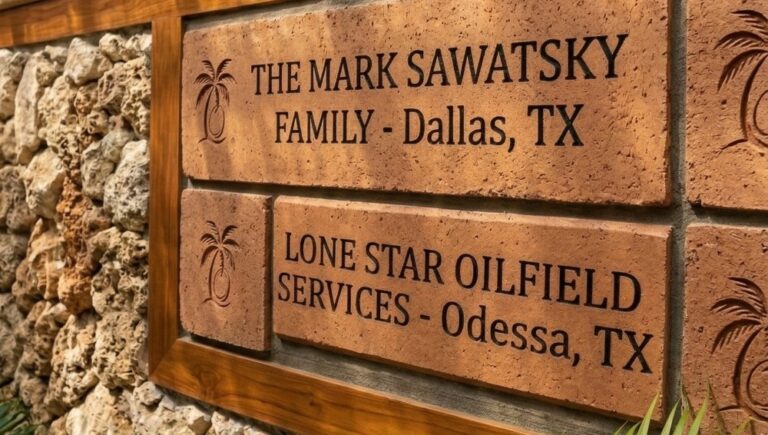 THE MARK SAWATSKY
FAMILY - Dallas, TX
LONE STAR OILFIELD
SERVICES - Odessa, TX